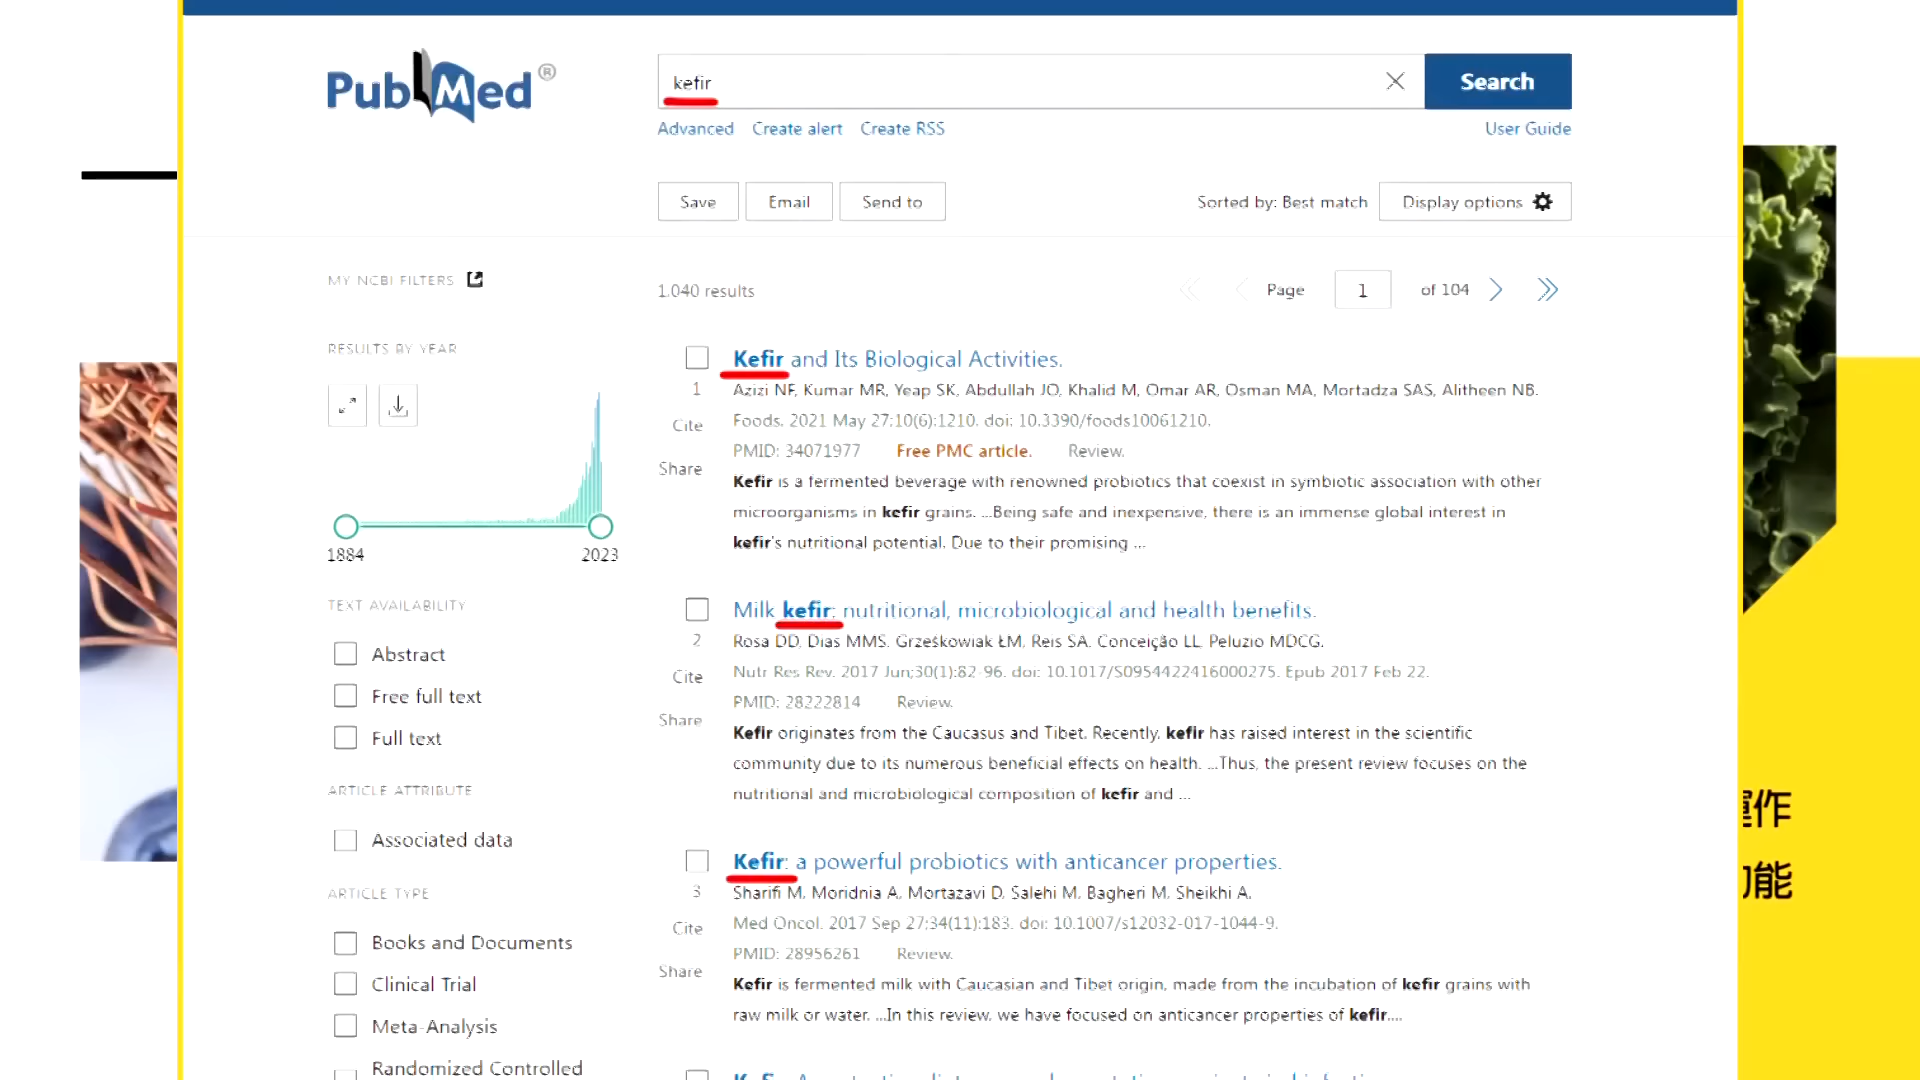 PubMed®
kefir
Search
Advanced Create alert Create RSS
User Guide
Save Email Send to
Sorted by: Best match Display options
MY NCBI FILTERS
1,040 results
Page 1 of 104
RESULTS BY YEAR
1884 2023
TEXT AVAILABILITY
Abstract
Free full text
Full text
ARTICLE ATTRIBUTE
Associated data
ARTICLE TYPE
Books and Documents
Clinical Trial
Meta-Analysis
Randomized Controlled
Kefir and Its Biological Activities.
1
Azizi NF, Kumar MR, Yeap SK, Abdullah JO, Khalid M, Omar AR, Osman MA, Mortadza SAS, Alitheen NB.
Cite
Foods. 2021 May 27;10(6):1210. doi: 10.3390/foods10061210.
PMID: 34071977 Free PMC article. Review.
Share
Kefir is a fermented beverage with renowned probiotics that coexist in symbiotic association with other
microorganisms in kefir grains. ...Being safe and inexpensive, there is an immense global interest in
kefir's nutritional potential. Due to their promising ...
Milk kefir: nutritional, microbiological and health benefits.
2
Rosa DD, Dias MMS, Grześkowiak ŁM, Reis SA, Conceição LL, Peluzio MDCG.
Cite
Nutr Res Rev. 2017 Jun;30(1):82-96. doi: 10.1017/S0954422416000275. Epub 2017 Feb 22.
PMID: 28222814 Review.
Share
Kefir originates from the Caucasus and Tibet. Recently, kefir has raised interest in the scientific
community due to its numerous beneficial effects on health. ...Thus, the present review focuses on the
nutritional and microbiological composition of kefir and ...
Kefir: a powerful probiotics with anticancer properties.
3
Sharifi M, Moridnia A, Mortazavi D, Salehi M, Bagheri M, Sheikhi A.
Cite
Med Oncol. 2017 Sep 27;34(11):183. doi: 10.1007/s12032-017-1044-9.
PMID: 28956261 Review.
Share
Kefir is fermented milk with Caucasian and Tibet origin, made from the incubation of kefir grains with
raw milk or water. ...In this review, we have focused on anticancer properties of kefir....
運作
功能